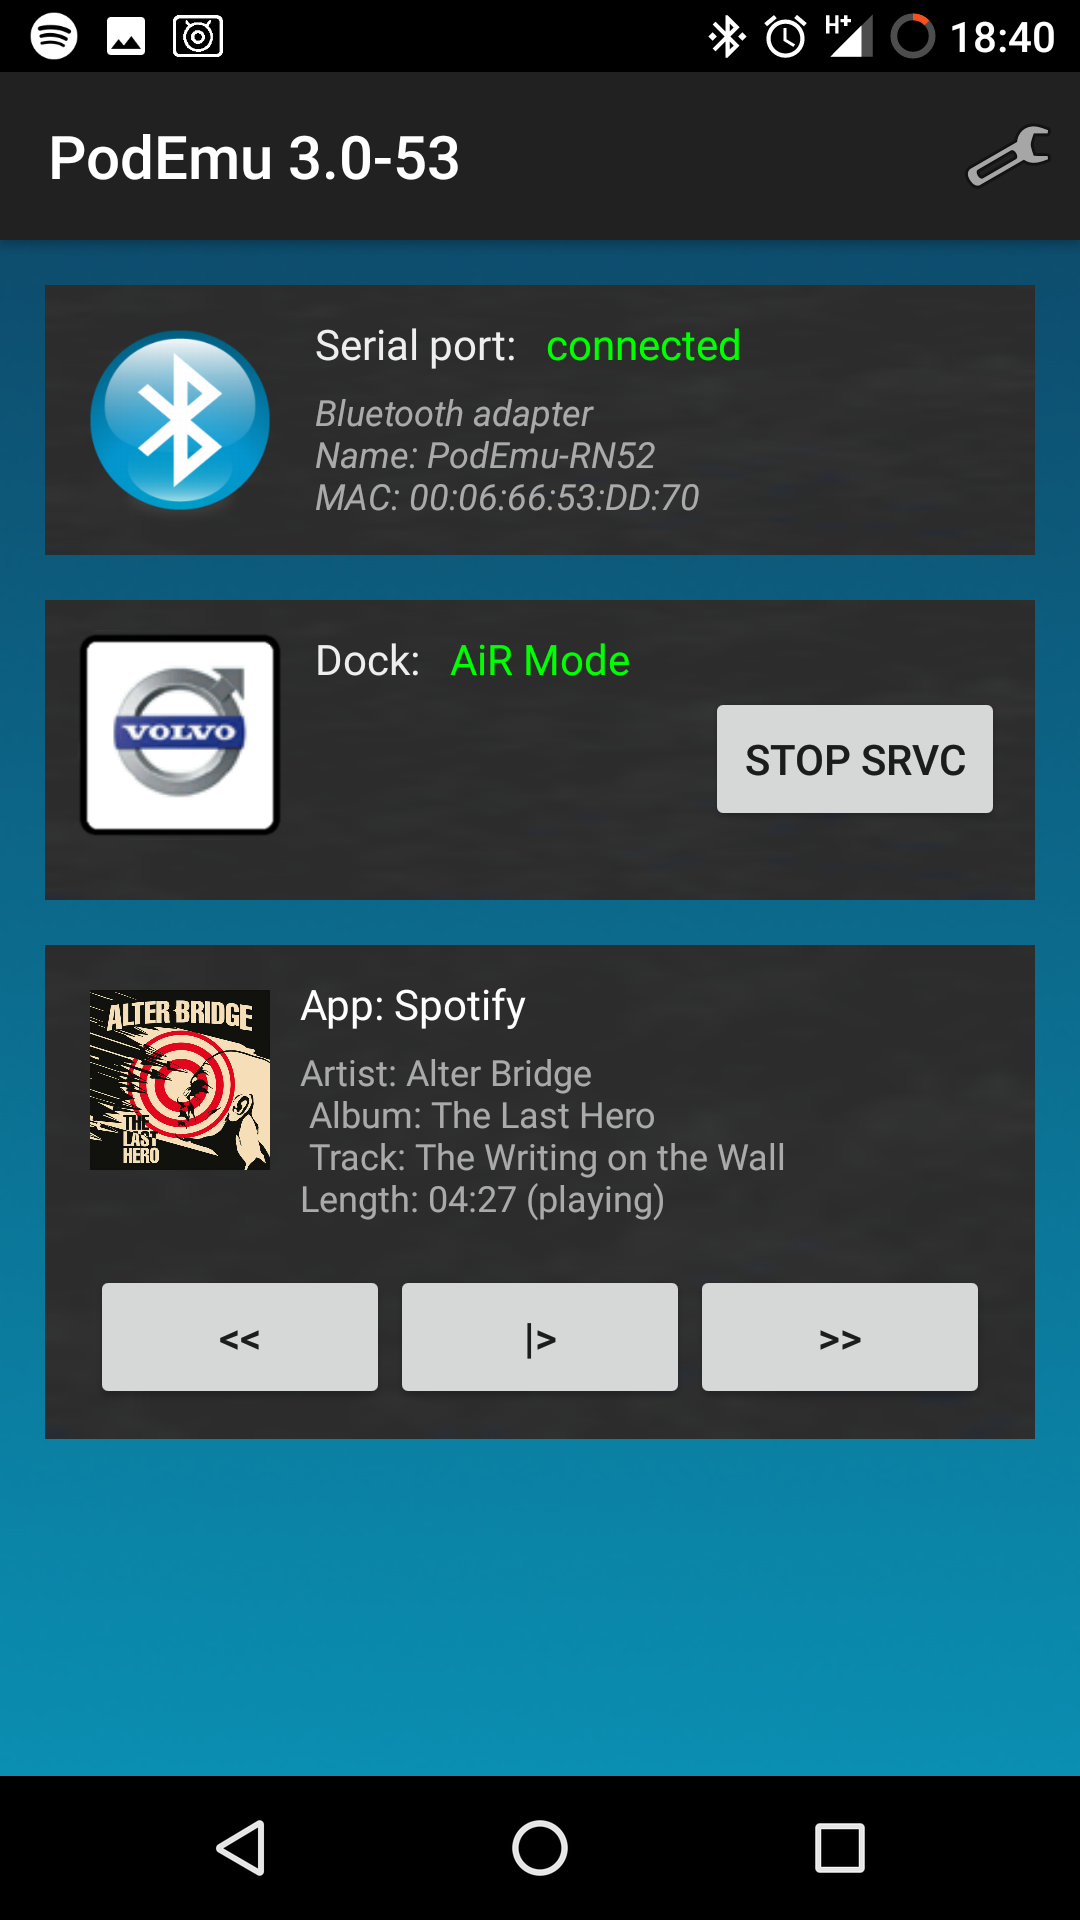 H+ 18:40
PodEmu 3.0-53
Serial port: connected
Bluetooth adapter
Name: PodEmu-RN52
MAC: 00:06:66:53:DD:70
VOLVO
Dock: AiR Mode
STOP SRVC
ALTER BRIDGE
THE
LAST
HERO
App: Spotify
Artist: Alter Bridge
Album: The Last Hero
Track: The Writing on the Wall
Length: 04:27 (playing)
<< |> >>